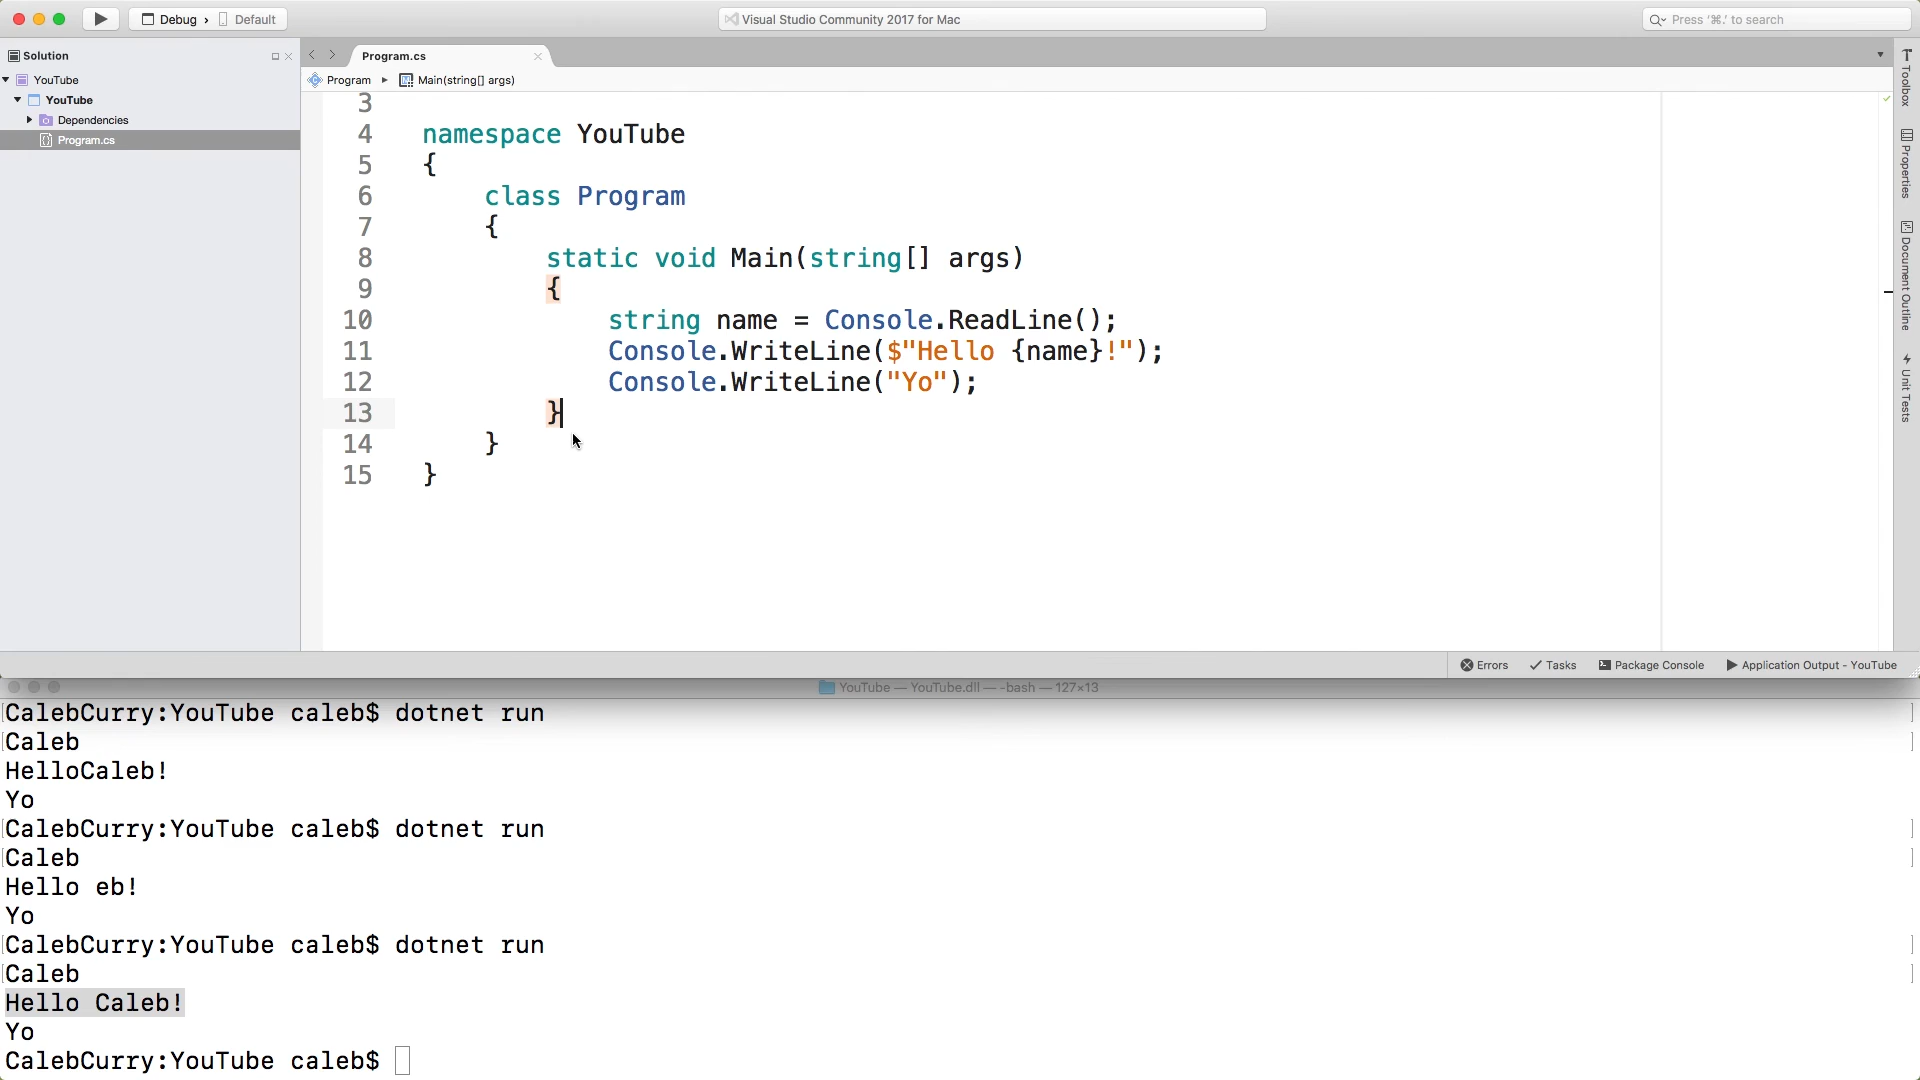 Debug › Default
Visual Studio Community 2017 for Mac
Press '⌘.' to search
Solution
YouTube
YouTube
Dependencies
Program.cs
Program.cs
Program ▸ Main(string[] args)
3
4 namespace YouTube
5 {
6 class Program
7 {
8 static void Main(string[] args)
9 {
10 string name = Console.ReadLine();
11 Console.WriteLine($"Hello {name}!");
12 Console.WriteLine("Yo");
13 }
14 }
15 }
Toolbox
Properties
Document Outline
Unit Tests
Errors Tasks Package Console Application Output - YouTube
YouTube — YouTube.dll — -bash — 127×13
CalebCurry:YouTube caleb$ dotnet run
Caleb
HelloCaleb!
Yo
CalebCurry:YouTube caleb$ dotnet run
Caleb
Hello eb!
Yo
CalebCurry:YouTube caleb$ dotnet run
Caleb
Hello Caleb!
Yo
CalebCurry:YouTube caleb$